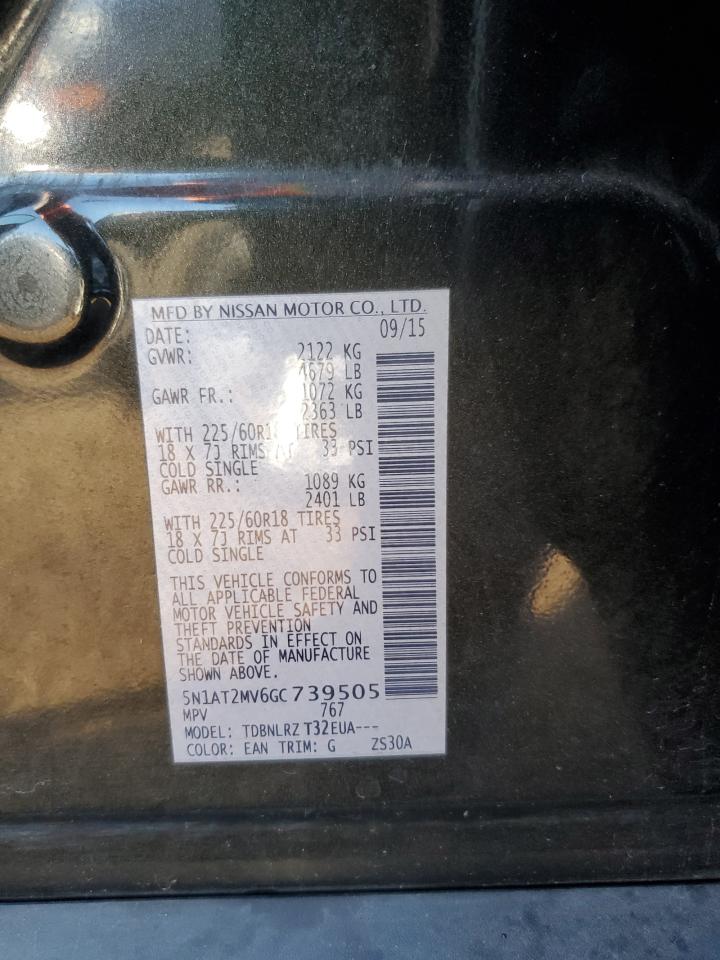 MFD BY NISSAN MOTOR CO., LTD.
DATE: 09/15
GVWR: 2122 KG
4679 LB
GAWR FR.: 1072 KG
2363 LB
WITH 225/60R18 TIRES
18 X 7J RIMS AT 33 PSI
COLD SINGLE
GAWR RR.: 1089 KG
2401 LB
WITH 225/60R18 TIRES
18 X 7J RIMS AT 33 PSI
COLD SINGLE
THIS VEHICLE CONFORMS TO
ALL APPLICABLE FEDERAL
MOTOR VEHICLE SAFETY AND
THEFT PREVENTION
STANDARDS IN EFFECT ON
THE DATE OF MANUFACTURE
SHOWN ABOVE.
5N1AT2MV6GC739505
MPV 767
MODEL: TDBNLRZ T32EUA---
COLOR: EAN TRIM: G ZS30A